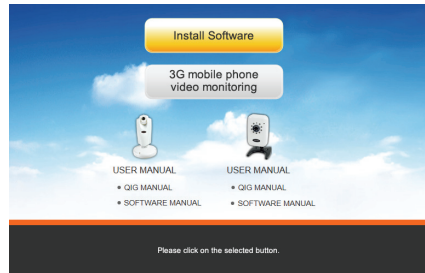 Install Software
3G mobile phone
video monitoring
USER MANUAL
• QIG MANUAL
• SOFTWARE MANUAL
USER MANUAL
• QIG MANUAL
• SOFTWARE MANUAL
Please click on the selected button.